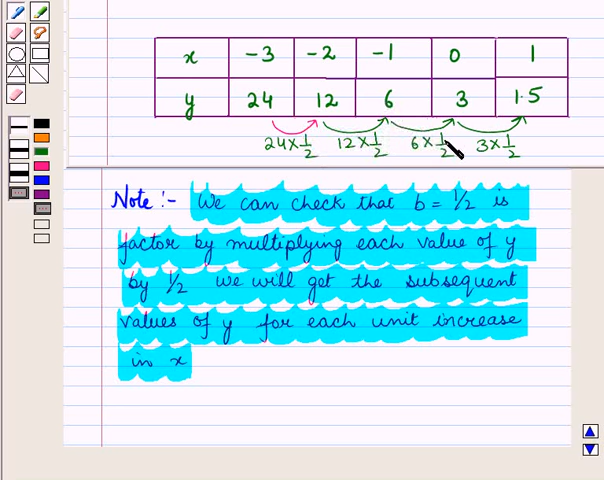 x -3 -2 -1 0 1
y 24 12 6 3 1.5
24×1/2 12×1/2 6×1/2 3×1/2
Note :- We can check that b = 1/2 is
factor by multiplying each value of y
by 1/2 we will get the subsequent
values of y for each unit increase
in x